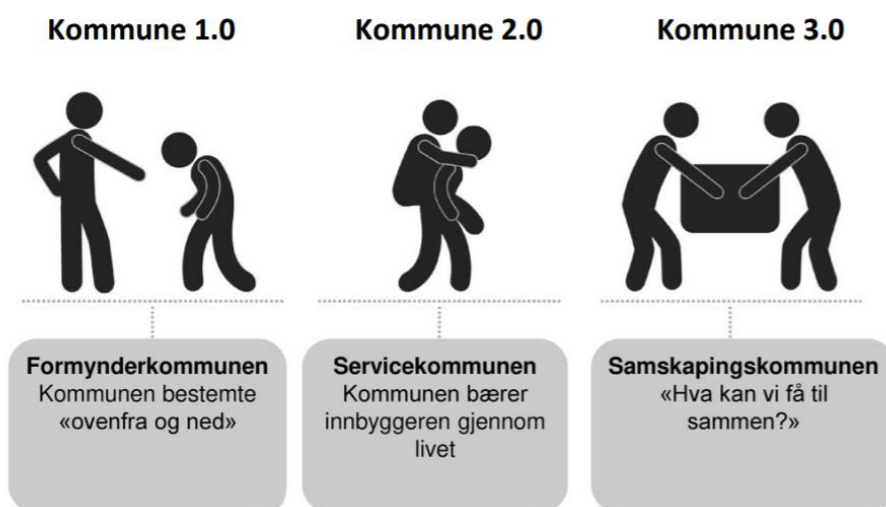 Kommune 1.0
Kommune 2.0
Kommune 3.0
Formynderkommunen
Kommunen bestemte
«ovenfra og ned»
Servicekommunen
Kommunen bærer
innbyggeren gjennom
livet
Samskapingskommunen
«Hva kan vi få til
sammen?»